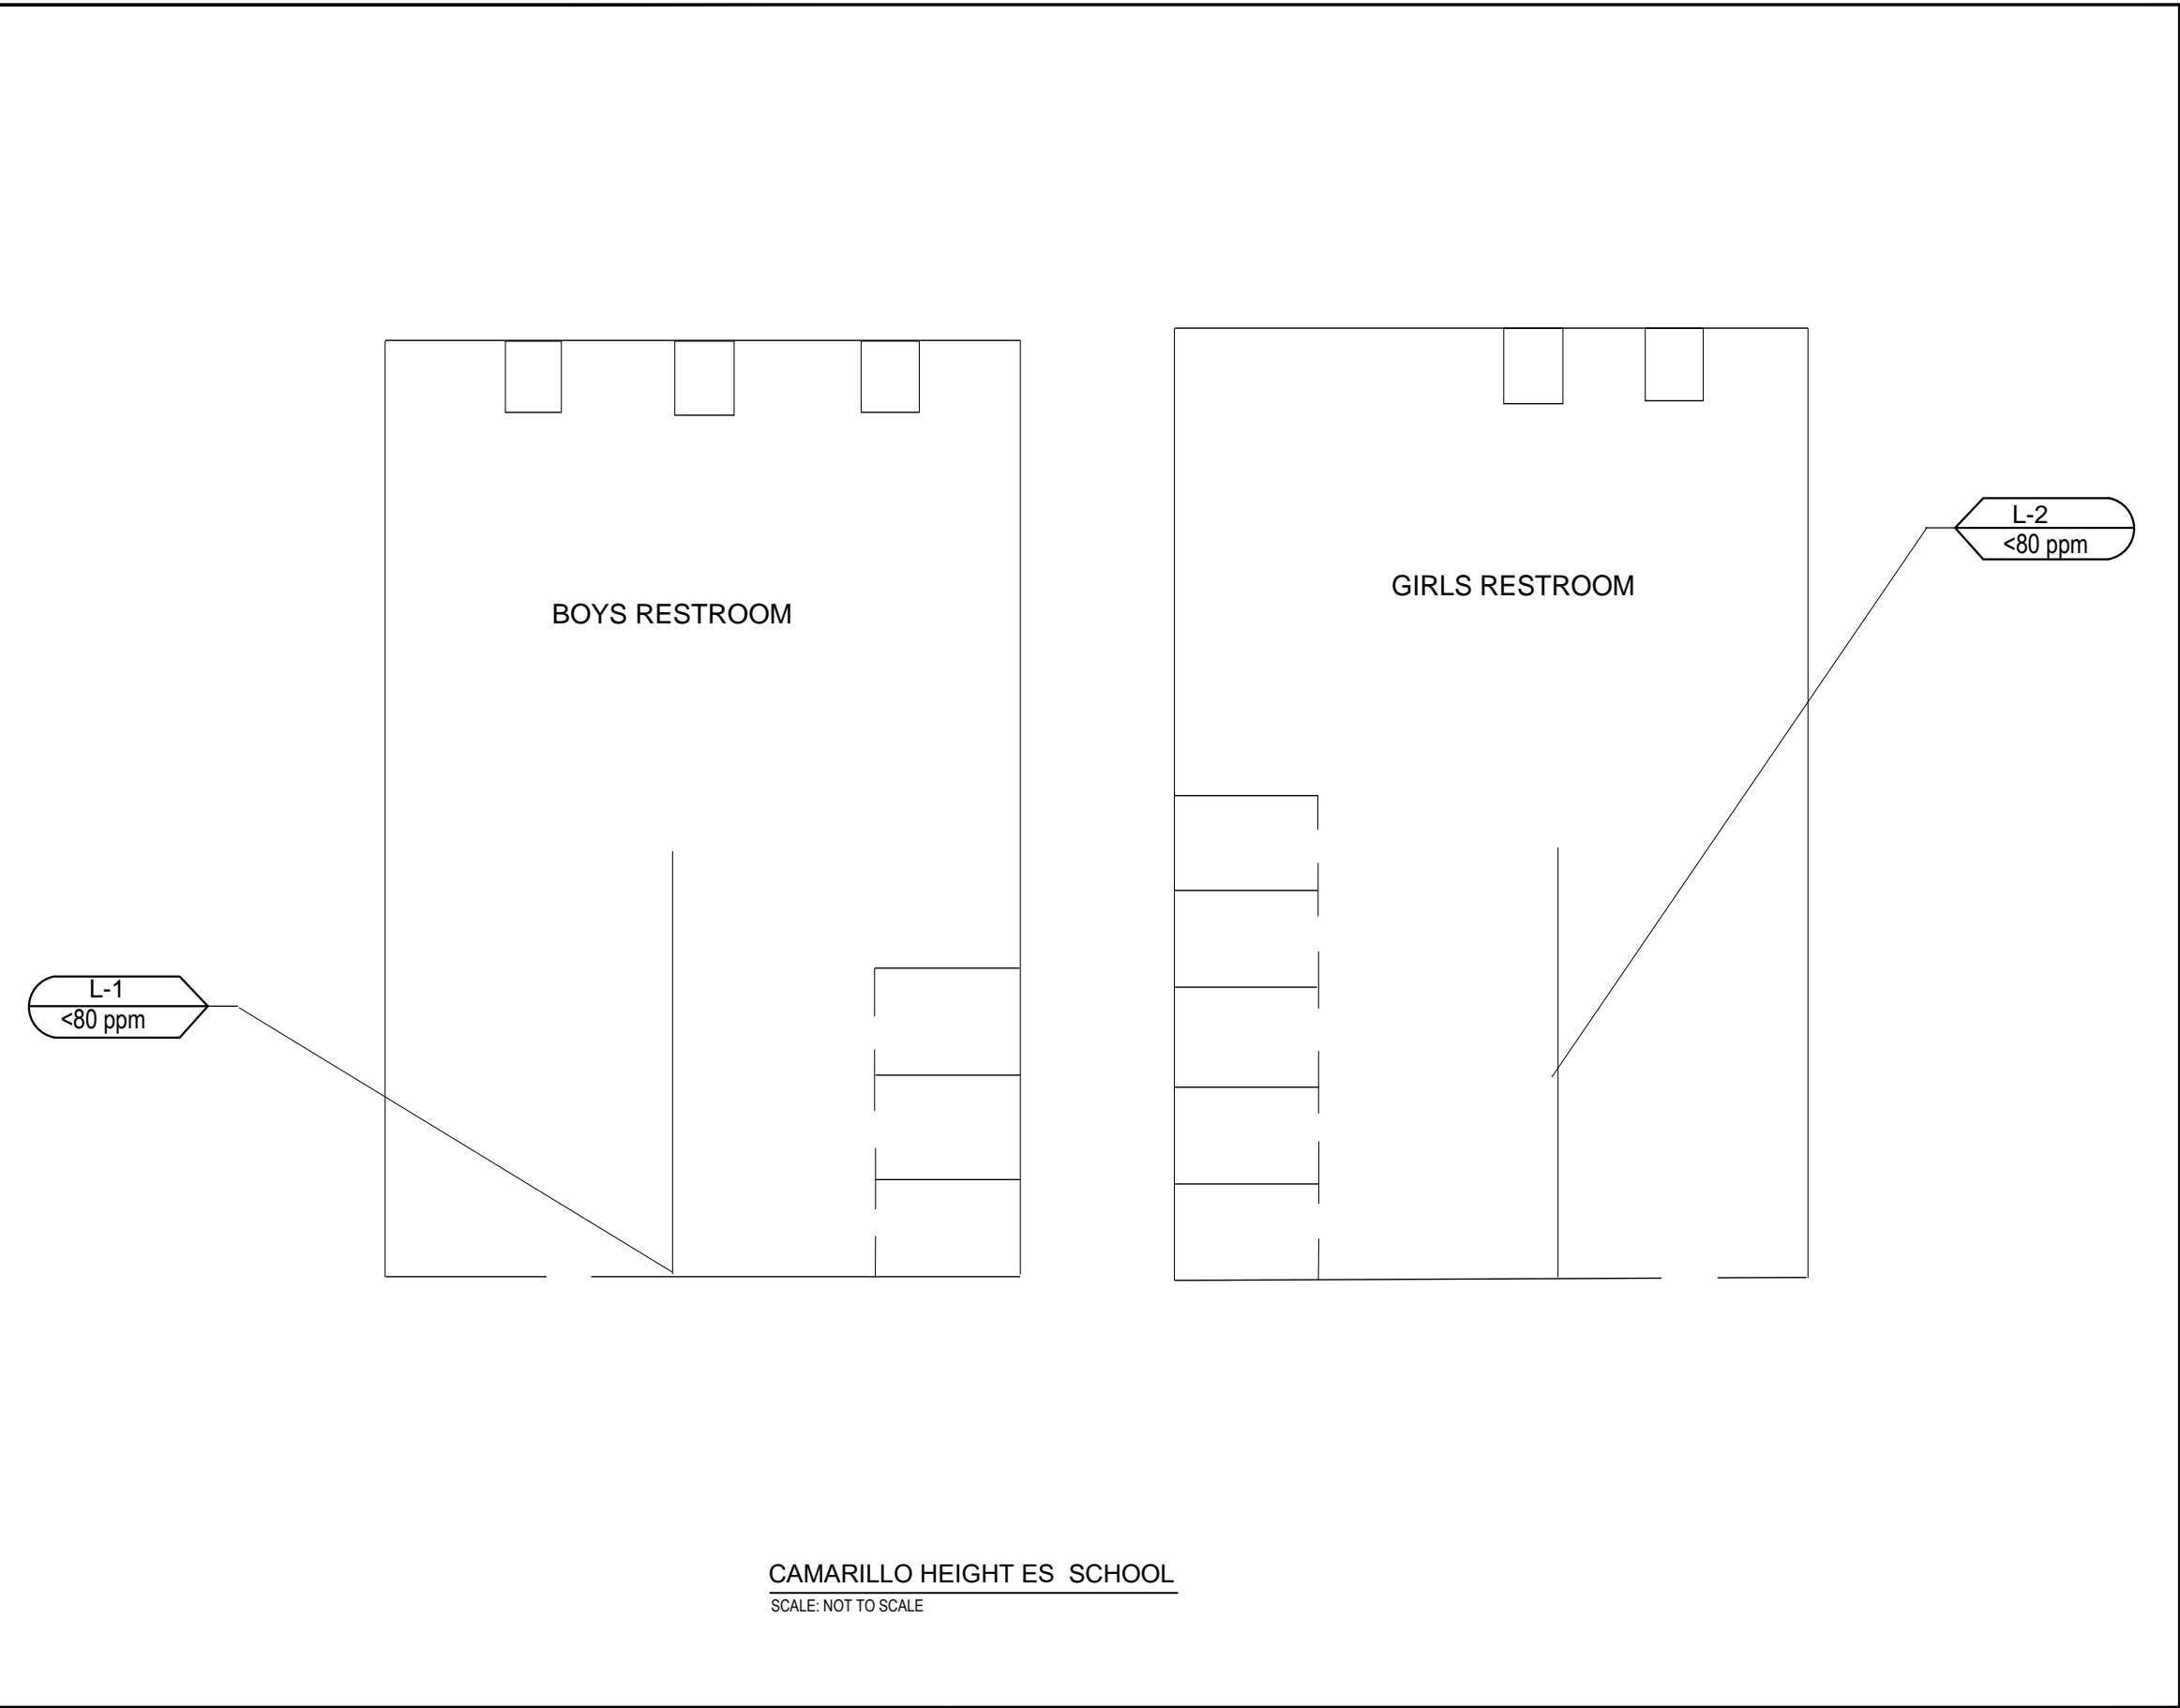 L-2
<80 ppm
GIRLS RESTROOM
BOYS RESTROOM
L-1
<80 ppm
CAMARILLO HEIGHT ES  SCHOOL
SCALE: NOT TO SCALE